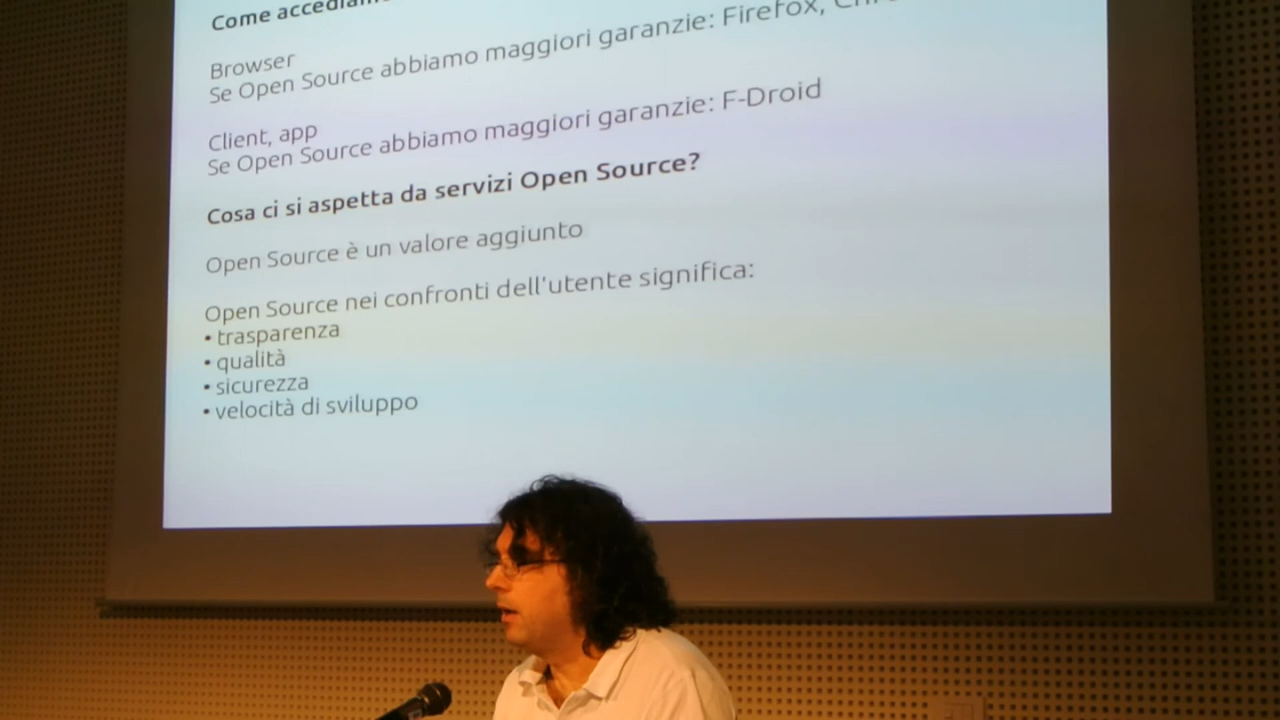 Come accediamo
Browser
Se Open Source abbiamo maggiori garanzie: Firefox,
Client, app
Se Open Source abbiamo maggiori garanzie: F-Droid
Cosa ci si aspetta da servizi Open Source?
Open Source è un valore aggiunto
Open Source nei confronti dell'utente significa:
• trasparenza
• qualità
• sicurezza
• velocità di sviluppo